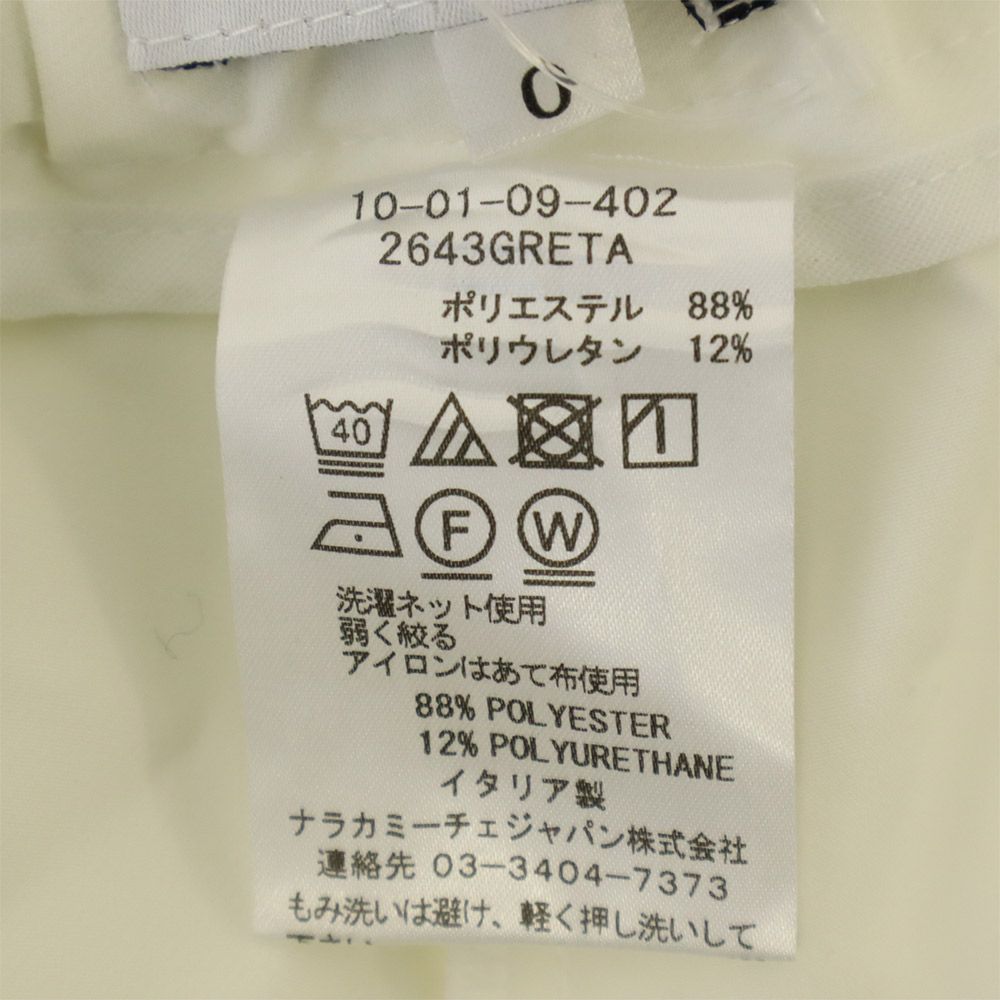 0
10-01-09-402
2643GRETA
ポリエステル 88%
ポリウレタン 12%
40
F
W
洗濯ネット使用
弱く絞る
アイロンはあて布使用
88% POLYESTER
12% POLYURETHANE
イタリア製
ナラカミーチェジャパン株式会社
連絡先 03-3404-7373
もみ洗いは避け、軽く押し洗いして